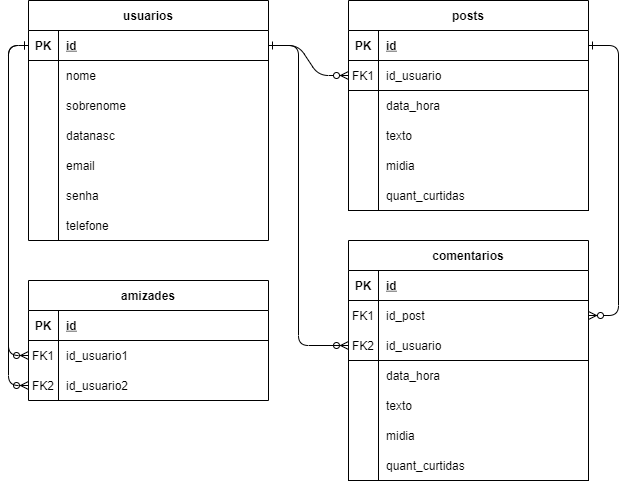 usuarios
PK id
nome
sobrenome
datanasc
email
senha
telefone
posts
PK id
FK1 id_usuario
data_hora
texto
midia
quant_curtidas
amizades
PK id
FK1 id_usuario1
FK2 id_usuario2
comentarios
PK id
FK1 id_post
FK2 id_usuario
data_hora
texto
midia
quant_curtidas